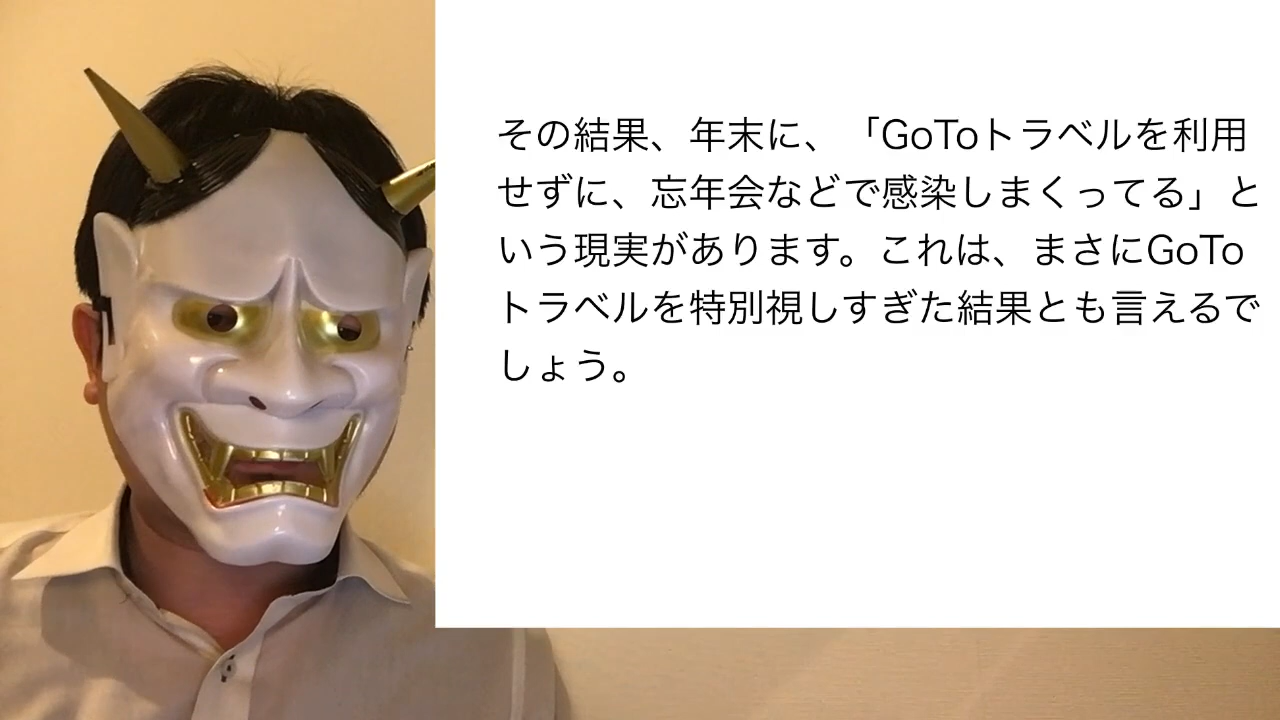 その結果、年末に、「GoToトラベルを利用
せずに、忘年会などで感染しまくってる」と
いう現実があります。これは、まさにGoTo
トラベルを特別視しすぎた結果とも言えるで
しょう。